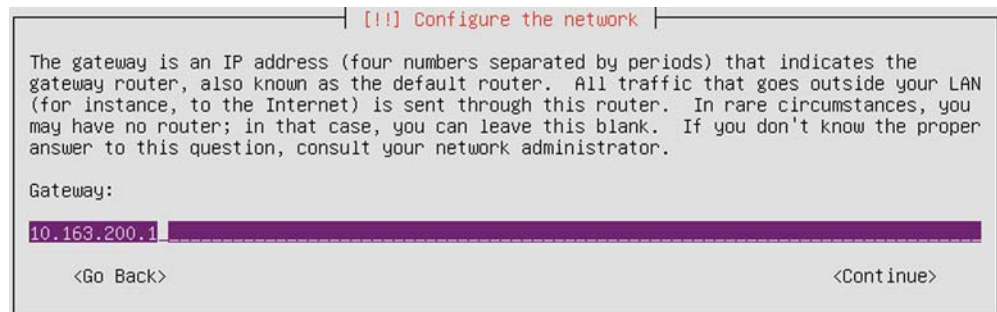 [!!] Configure the network
The gateway is an IP address (four numbers separated by periods) that indicates the
gateway router, also known as the default router.  All traffic that goes outside your LAN
(for instance, to the Internet) is sent through this router.  In rare circumstances, you
may have no router; in that case, you can leave this blank.  If you don't know the proper
answer to this question, consult your network administrator.
Gateway:
10.163.200.1
<Go Back> <Continue>